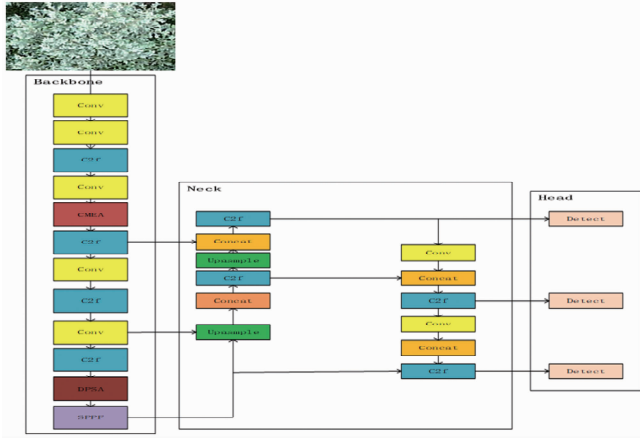 Backbone
Conv
Conv
C2f
Conv
CMEA
C2f
Conv
C2f
Conv
C2f
DPSA
SPPF
Neck
C2f
Concat
Upsample
C2f
Concat
Upsample
Conv
Concat
C2f
Conv
Concat
C2f
Head
Detect
Detect
Detect